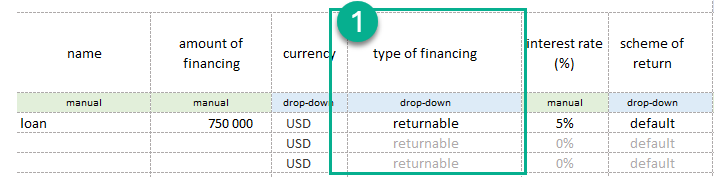 1
name amount of financing currency type of financing interest rate (%) scheme of return
manual manual drop-down drop-down manual drop-down
loan 750 000 USD returnable 5% default
USD returnable 0% default
USD returnable 0% default